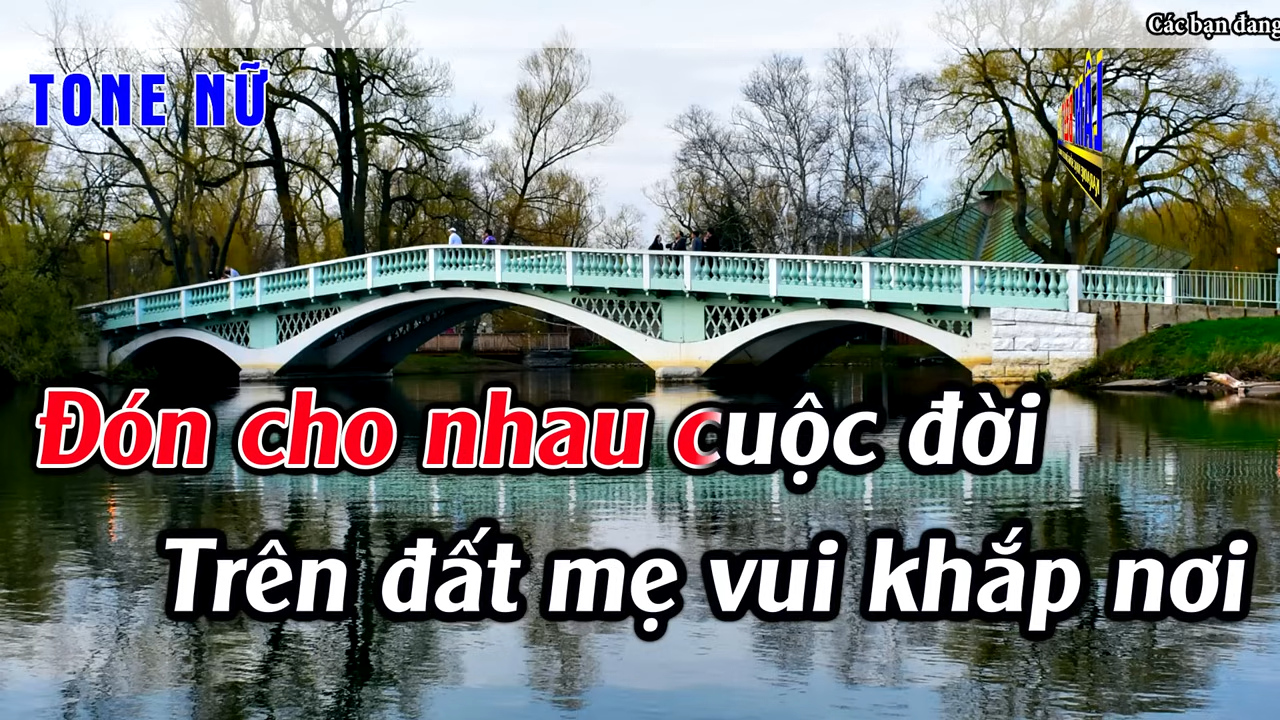 Các bạn đang
TONE NỮ
Đón cho nhau cuộc đời
Trên đất mẹ vui khắp nơi